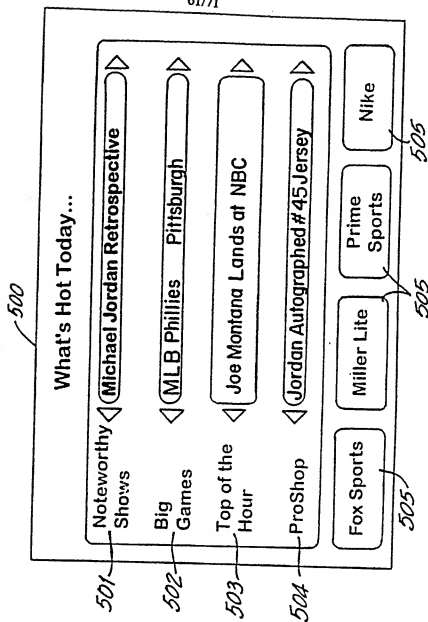 61/71
500
What's Hot Today...
501
Noteworthy Shows
Michael Jordan Retrospective
502
Big Games
MLB Phillies Pittsburgh
503
Top of the Hour
Joe Montana Lands at NBC
504
ProShop
Jordan Autographed #45 Jersey
Fox Sports
Miller Lite
Prime Sports
Nike
505
505
505